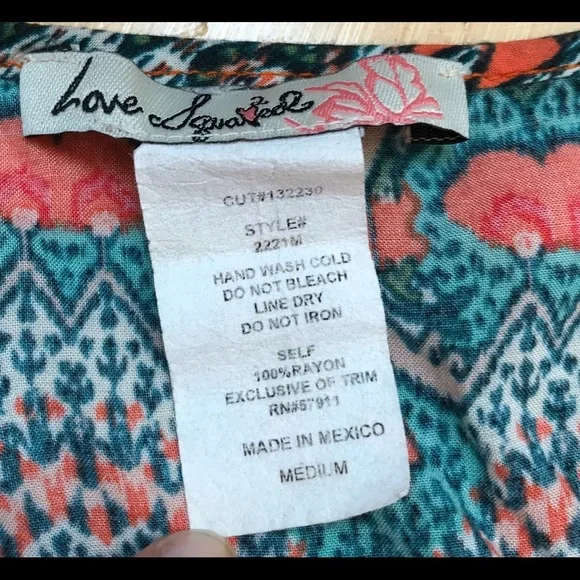 Love Squared
CUT#132230
STYLE#
2221M
HAND WASH COLD
DO NOT BLEACH
LINE DRY
DO NOT IRON
SELF
100%RAYON
EXCLUSIVE OF TRIM
RN#57911
MADE IN MEXICO
MEDIUM